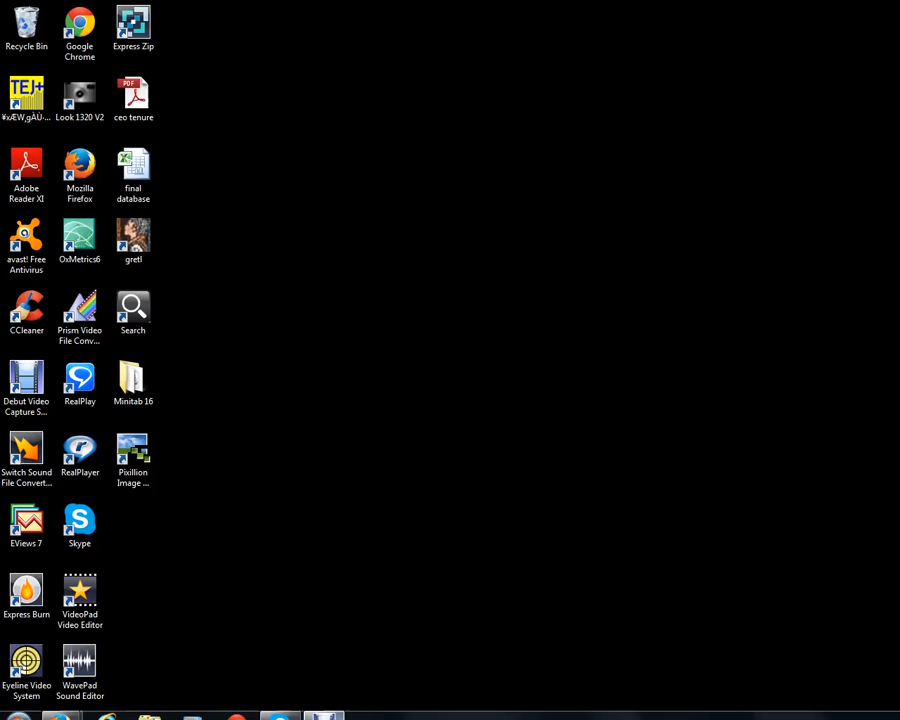 Recycle Bin
Google
Chrome
Express Zip
TEJ+
Look 1320 V2
PDF
ceo tenure
Adobe
Reader XI
Mozilla
Firefox
final
database
avast! Free
Antivirus
OxMetrics6
gretl
CCleaner
Prism Video
File Conv...
Search
Debut Video
Capture S...
RealPlay
Minitab 16
Switch Sound
File Convert...
RealPlayer
Pixillion
Image ...
EViews 7
Skype
Express Burn
VideoPad
Video Editor
Eyeline Video
System
WavePad
Sound Editor